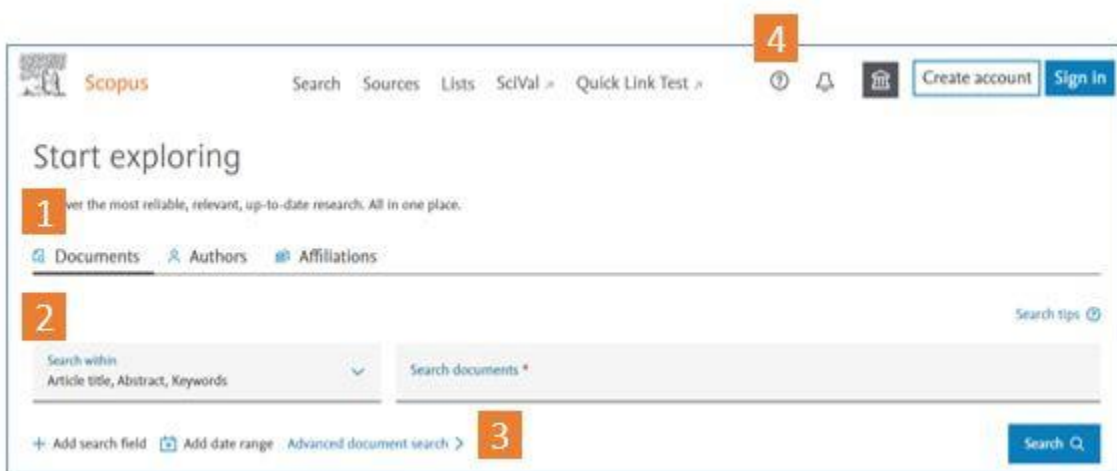 4
Scopus Search Sources Lists SciVal Quick Link Test Create account Sign in
Start exploring
1 ver the most reliable, relevant, up-to-date research. All in one place.
Documents Authors Affiliations
2
Search tips
Search within
Article title, Abstract, Keywords
Search documents *
+ Add search field Add date range Advanced document search > 3 Search